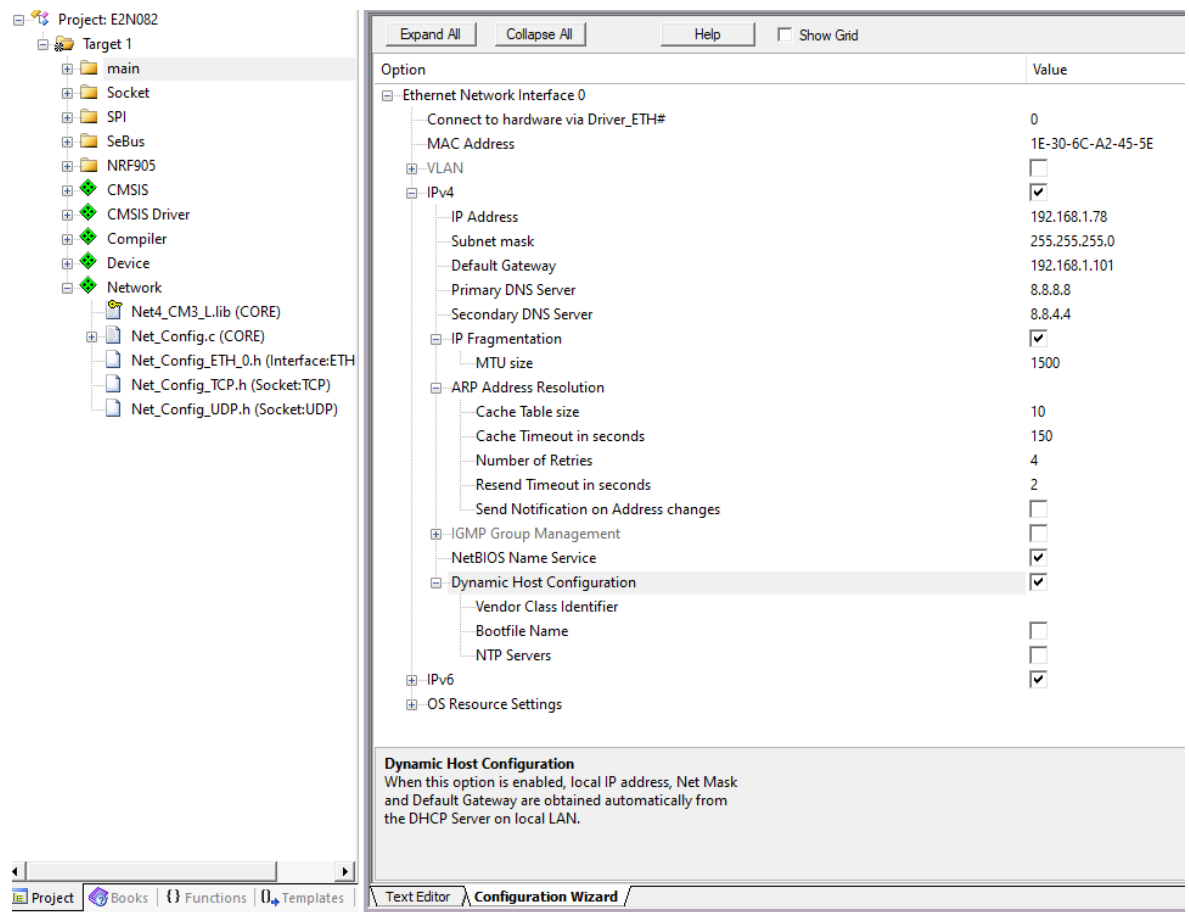 Project: E2N082
Target 1
main
Socket
SPI
SeBus
NRF905
CMSIS
CMSIS Driver
Compiler
Device
Network
Net4_CM3_L.lib (CORE)
Net_Config.c (CORE)
Net_Config_ETH_0.h (Interface:ETH
Net_Config_TCP.h (Socket:TCP)
Net_Config_UDP.h (Socket:UDP)
Project Books {} Functions 0 Templates
Expand All Collapse All Help Show Grid
Option Value
Ethernet Network Interface 0
Connect to hardware via Driver_ETH# 0
MAC Address 1E-30-6C-A2-45-5E
VLAN
IPv4
IP Address 192.168.1.78
Subnet mask 255.255.255.0
Default Gateway 192.168.1.101
Primary DNS Server 8.8.8.8
Secondary DNS Server 8.8.4.4
IP Fragmentation
MTU size 1500
ARP Address Resolution
Cache Table size 10
Cache Timeout in seconds 150
Number of Retries 4
Resend Timeout in seconds 2
Send Notification on Address changes
IGMP Group Management
NetBIOS Name Service
Dynamic Host Configuration
Vendor Class Identifier
Bootfile Name
NTP Servers
IPv6
OS Resource Settings
Dynamic Host Configuration
When this option is enabled, local IP address, Net Mask
and Default Gateway are obtained automatically from
the DHCP Server on local LAN.
Text Editor Configuration Wizard